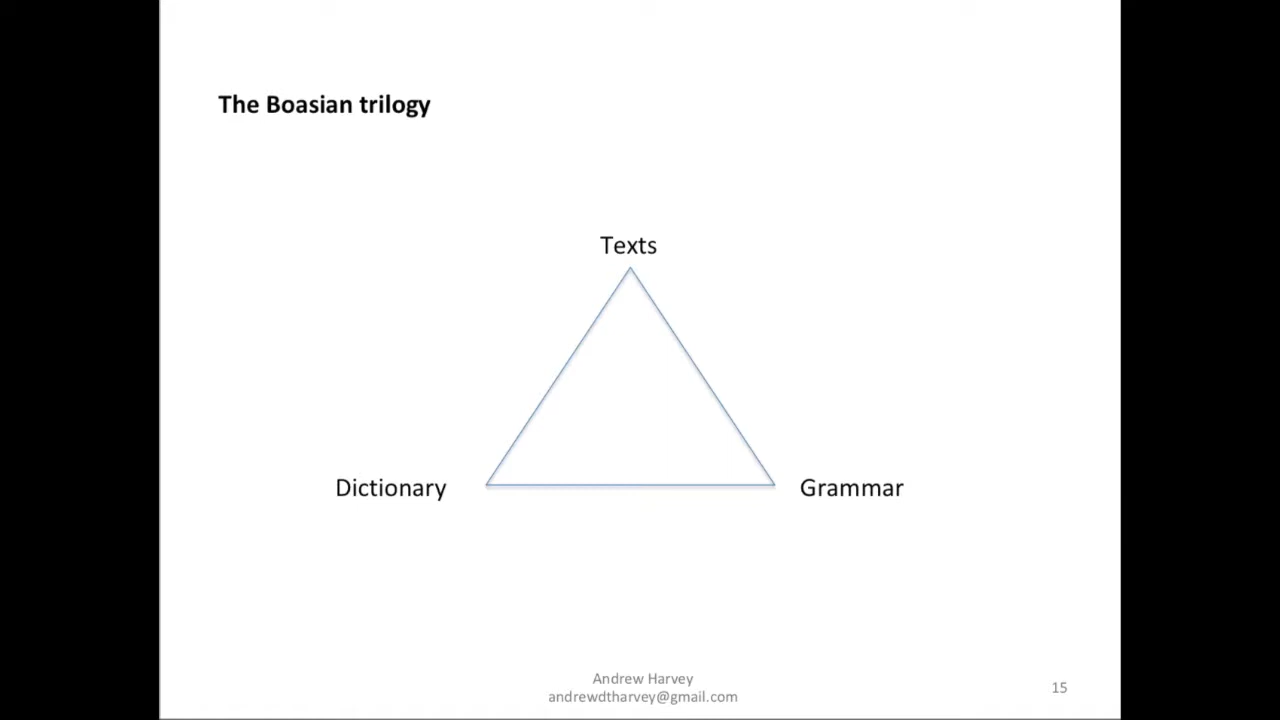 The Boasian trilogy
Texts
Dictionary
Grammar
Andrew Harvey
andrewdtharvey@gmail.com
15